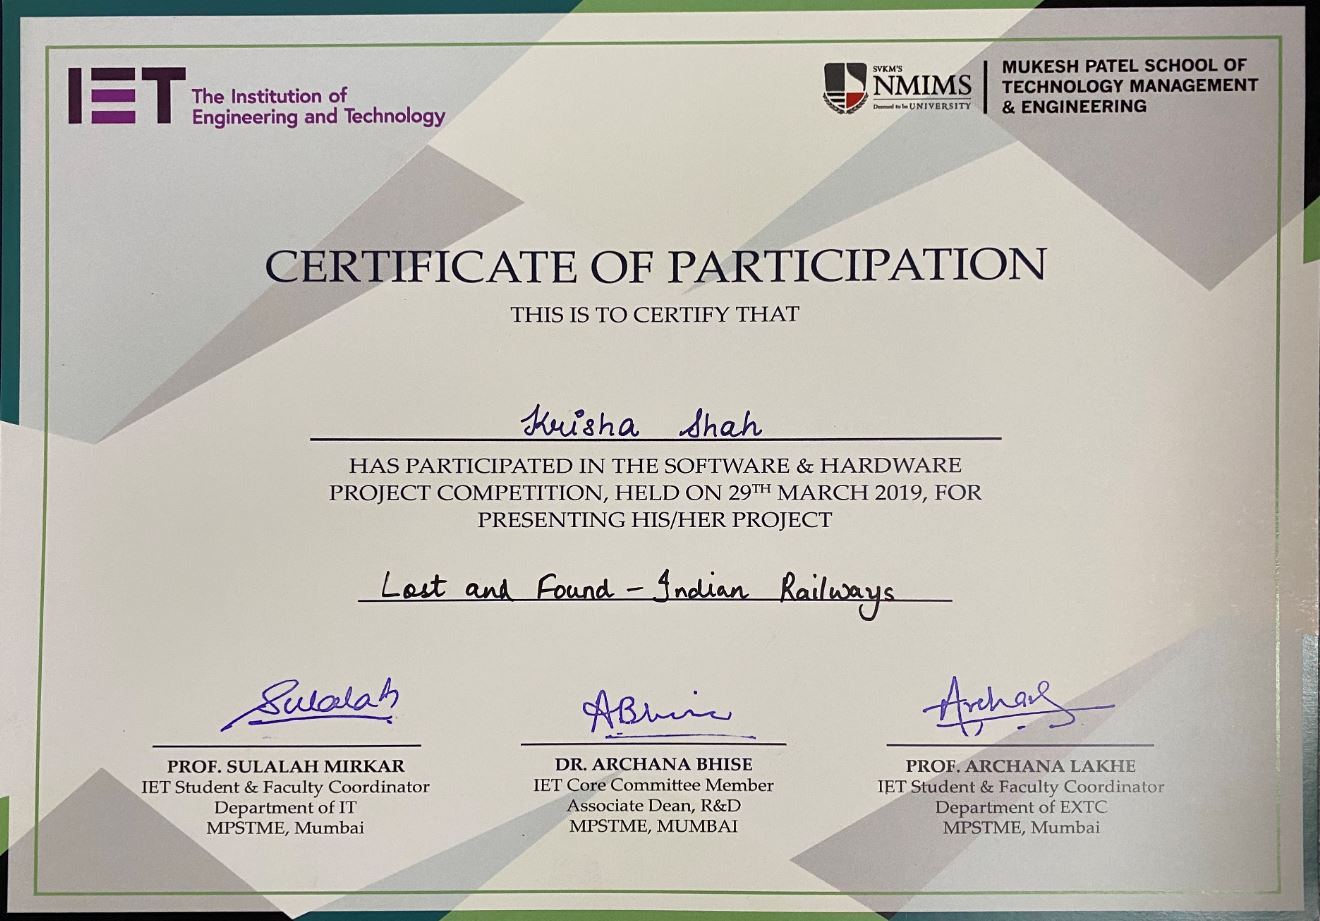 IET The Institution of
Engineering and Technology
SVKM'S
NMIMS
Deemed to be UNIVERSITY
MUKESH PATEL SCHOOL OF
TECHNOLOGY MANAGEMENT
& ENGINEERING
CERTIFICATE OF PARTICIPATION
THIS IS TO CERTIFY THAT
Krisha Shah
HAS PARTICIPATED IN THE SOFTWARE & HARDWARE
PROJECT COMPETITION, HELD ON 29TH MARCH 2019, FOR
PRESENTING HIS/HER PROJECT
Lost and Found - Indian Railways
Sulalah
ABhise
Archana
PROF. SULALAH MIRKAR
IET Student & Faculty Coordinator
Department of IT
MPSTME, Mumbai
DR. ARCHANA BHISE
IET Core Committee Member
Associate Dean, R&D
MPSTME, MUMBAI
PROF. ARCHANA LAKHE
IET Student & Faculty Coordinator
Department of EXTC
MPSTME, Mumbai